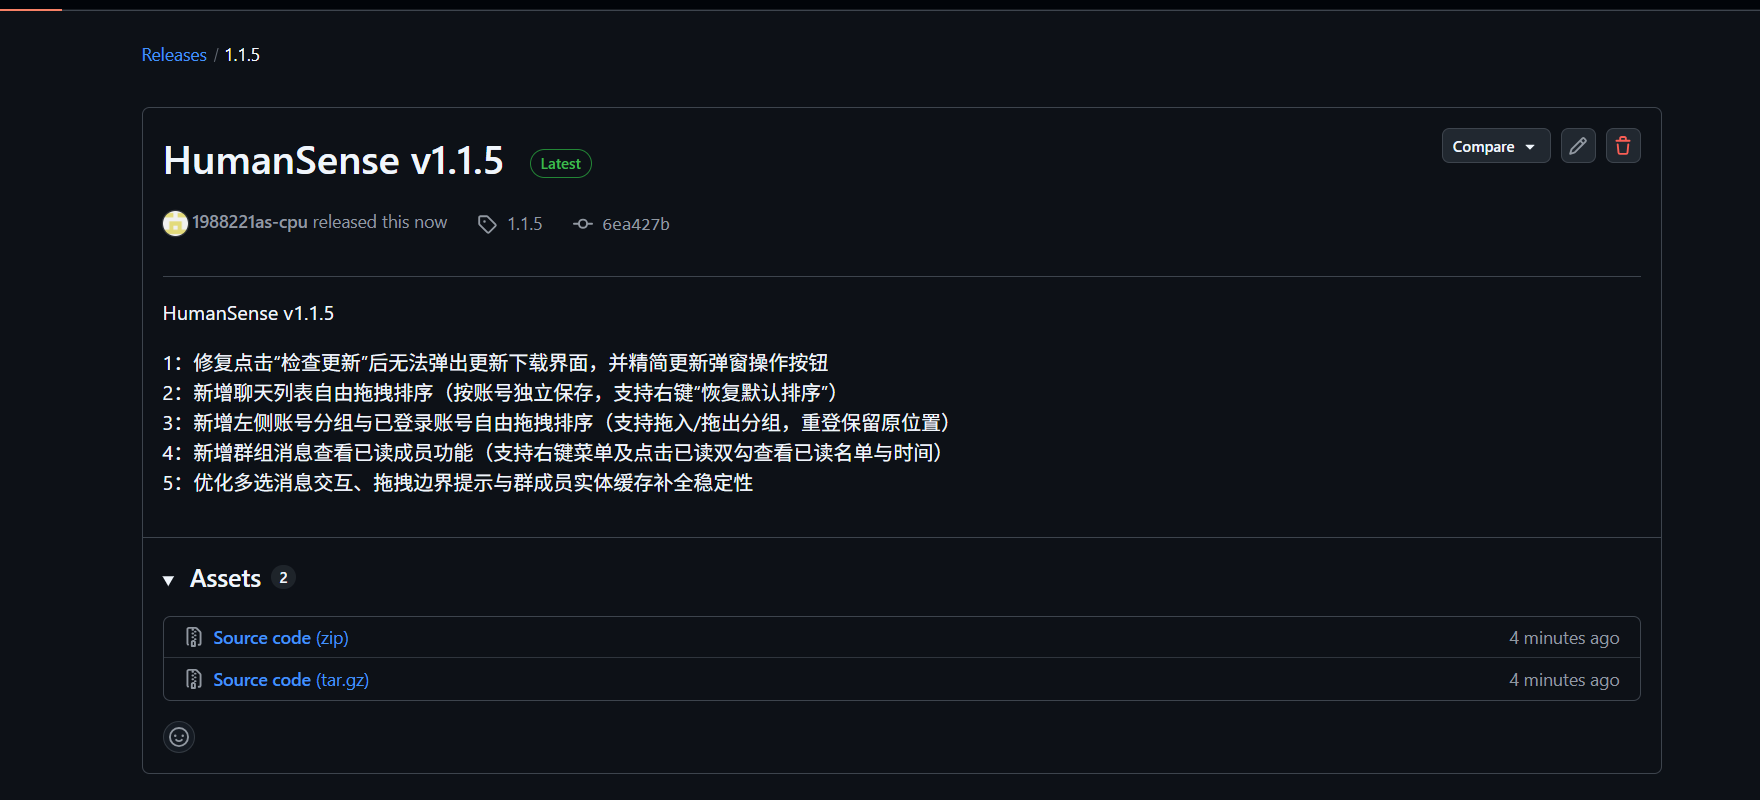 Releases / 1.1.5
HumanSense v1.1.5 Latest
Compare
1988221as-cpu released this now 1.1.5 6ea427b
HumanSense v1.1.5
1：修复点击“检查更新”后无法弹出更新下载界面，并精简更新弹窗操作按钮
2：新增聊天列表自由拖拽排序（按账号独立保存，支持右键“恢复默认排序”）
3：新增左侧账号分组与已登录账号自由拖拽排序（支持拖入/拖出分组，重登保留原位置）
4：新增群组消息查看已读成员功能（支持右键菜单及点击已读双勾查看已读名单与时间）
5：优化多选消息交互、拖拽边界提示与群成员实体缓存补全稳定性
Assets 2
Source code (zip) 4 minutes ago
Source code (tar.gz) 4 minutes ago